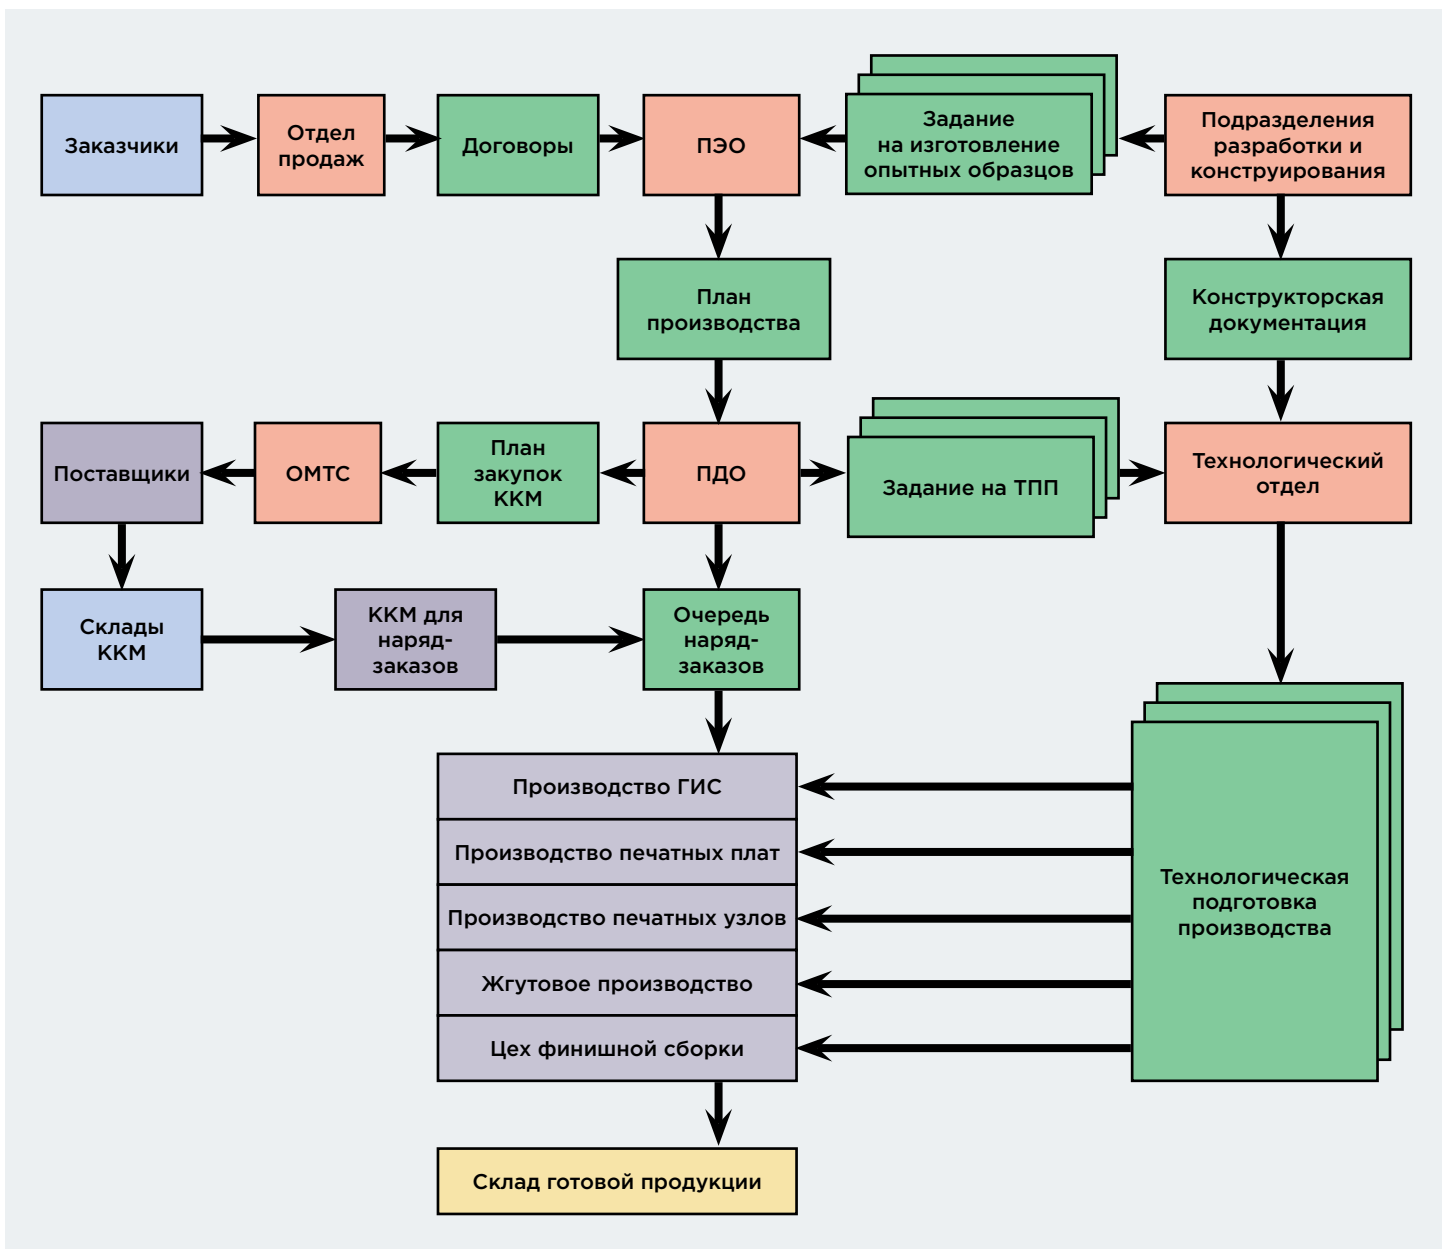 Заказчики
Отдел
продаж
Договоры
ПЭО
Задание
на изготовление
опытных образцов
Подразделения
разработки и
конструирования
План
производства
Конструкторская
документация
Поставщики
ОМТС
План
закупок
ККМ
ПДО
Задание на ТПП
Технологический
отдел
Склады
ККМ
ККМ для
наряд-
заказов
Очередь
наряд-
заказов
Производство ГИС
Производство печатных плат
Производство печатных узлов
Жгутовое производство
Цех финишной сборки
Технологическая
подготовка
производства
Склад готовой продукции